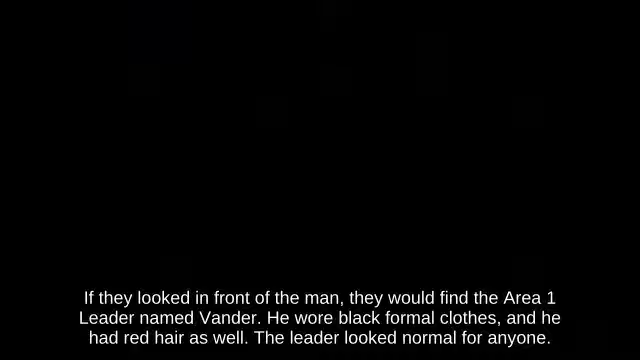 If they looked in front of the man, they would find the Area 1
Leader named Vander. He wore black formal clothes, and he
had red hair as well. The leader looked normal for anyone.